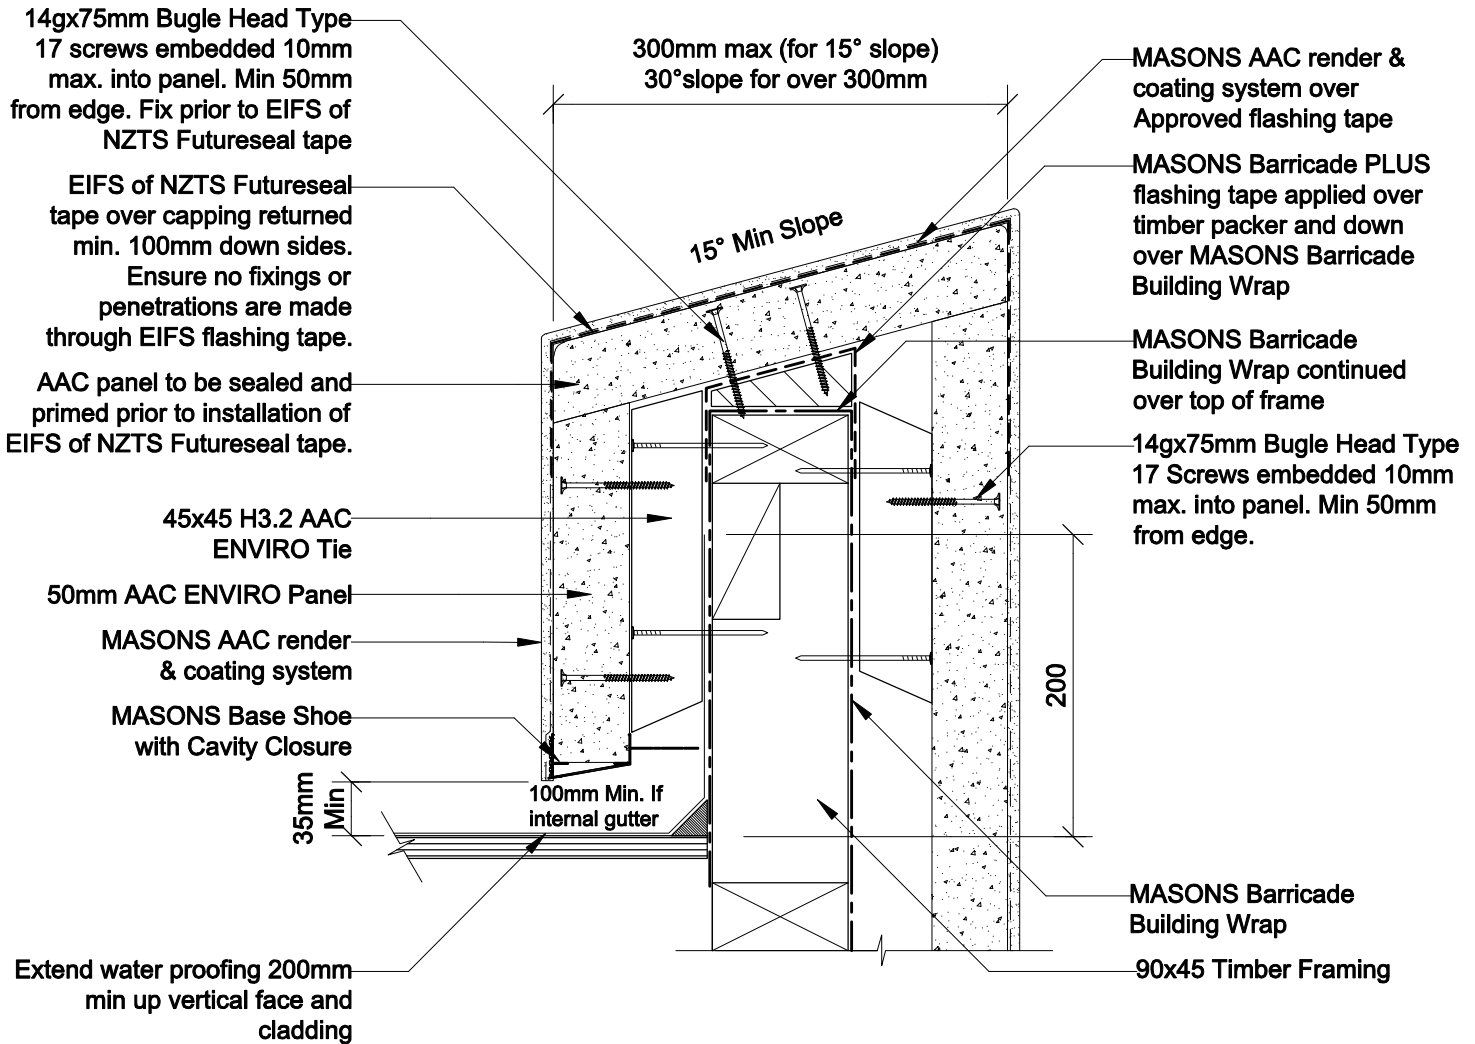 14gx75mm Bugle Head Type
17 screws embedded 10mm
max. into panel. Min 50mm
from edge. Fix prior to EIFS of
NZTS Futureseal tape
EIFS of NZTS Futureseal
tape over capping returned
min. 100mm down sides.
Ensure no fixings or
penetrations are made
through EIFS flashing tape.
AAC panel to be sealed and
primed prior to installation of
EIFS of NZTS Futureseal tape.
45x45 H3.2 AAC
ENVIRO Tie
50mm AAC ENVIRO Panel
MASONS AAC render
& coating system
MASONS Base Shoe
with Cavity Closure
35mm
Min
Extend water proofing 200mm
min up vertical face and
cladding
300mm max (for 15° slope)
30°slope for over 300mm
15° Min Slope
100mm Min. If
internal gutter
MASONS AAC render &
coating system over
Approved flashing tape
MASONS Barricade PLUS
flashing tape applied over
timber packer and down
over MASONS Barricade
Building Wrap
MASONS Barricade
Building Wrap continued
over top of frame
14gx75mm Bugle Head Type
17 Screws embedded 10mm
max. into panel. Min 50mm
from edge.
200
MASONS Barricade
Building Wrap
90x45 Timber Framing